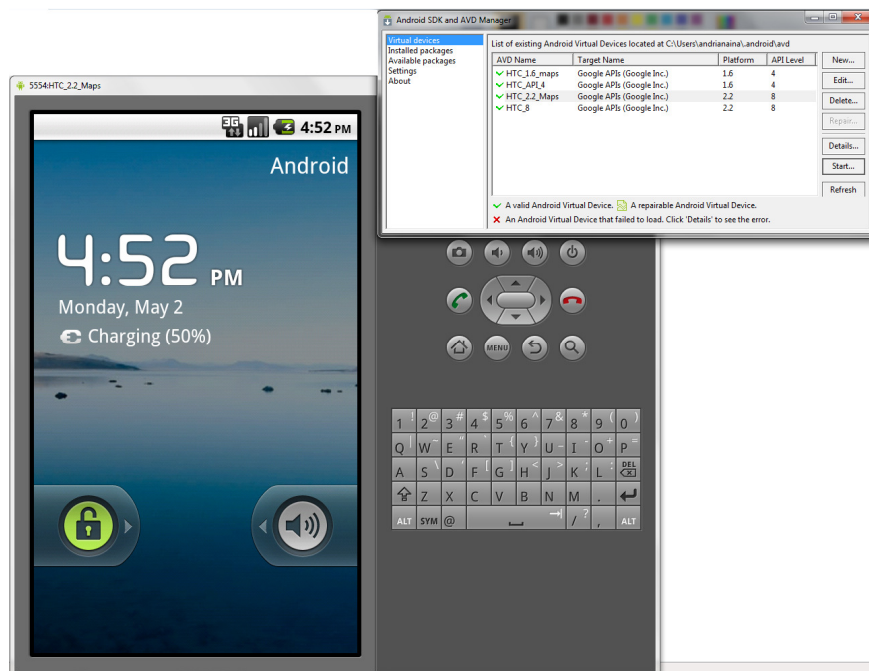 Android SDK and AVD Manager
Virtual devices
Installed packages
Available packages
Settings
About
List of existing Android Virtual Devices located at C:\Users\andrianaina\.android\avd
AVD Name Target Name Platform API Level
HTC_1.6_maps Google APIs (Google Inc.) 1.6 4
HTC_API_4 Google APIs (Google Inc.) 1.6 4
HTC_2.2_Maps Google APIs (Google Inc.) 2.2 8
HTC_8 Google APIs (Google Inc.) 2.2 8
New...
Edit...
Delete...
Repair...
Details...
Start...
Refresh
A valid Android Virtual Device. A repairable Android Virtual Device.
An Android Virtual Device that failed to load. Click 'Details' to see the error.
5554:HTC_2.2_Maps
3G 4:52 PM
Android
4:52 PM
Monday, May 2
Charging (50%)
MENU
1 ! 2 @ 3 # 4 $ 5 % 6 ^ 7 & 8 * 9 ( 0 )
Q | W ~ E " R ` T { Y } U _ I - O + P =
A S \ D ' F [ G ] H < J > K ; L : DEL
Z X C V B N M .
ALT SYM @ / ? , ALT